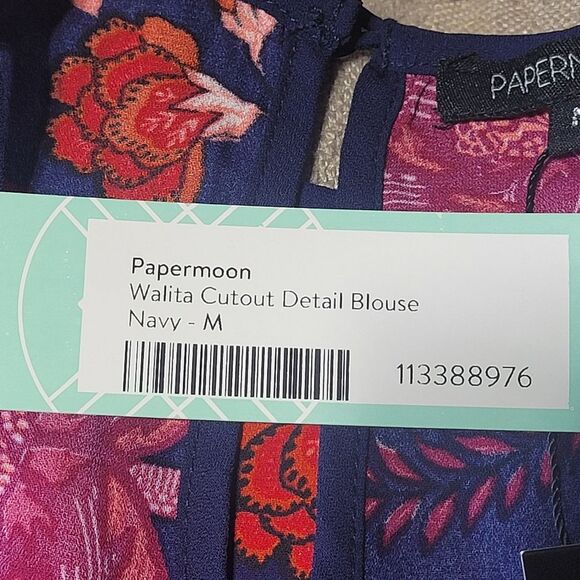 PAPERM
M
Papermoon
Walita Cutout Detail Blouse
Navy - M
113388976